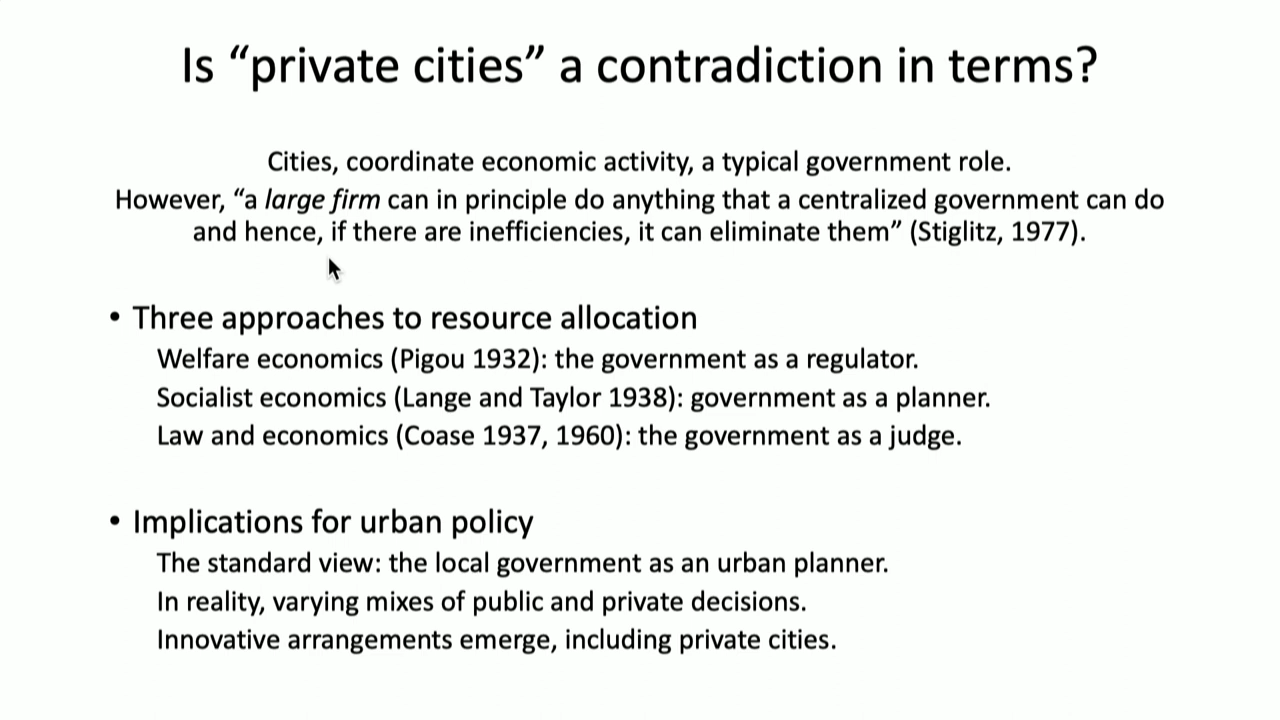 Is “private cities” a contradiction in terms?
Cities, coordinate economic activity, a typical government role.
However, “a large firm can in principle do anything that a centralized government can do
and hence, if there are inefficiencies, it can eliminate them” (Stiglitz, 1977).
• Three approaches to resource allocation
Welfare economics (Pigou 1932): the government as a regulator.
Socialist economics (Lange and Taylor 1938): government as a planner.
Law and economics (Coase 1937, 1960): the government as a judge.
• Implications for urban policy
The standard view: the local government as an urban planner.
In reality, varying mixes of public and private decisions.
Innovative arrangements emerge, including private cities.